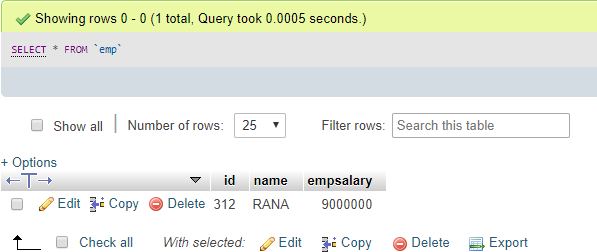 Showing rows 0 - 0 (1 total, Query took 0.0005 seconds.)
SELECT * FROM `emp`
Show all | Number of rows: 25 Filter rows: Search this table
+ Options
id name empsalary
Edit Copy Delete 312 RANA 9000000
Check all With selected: Edit Copy Delete Export